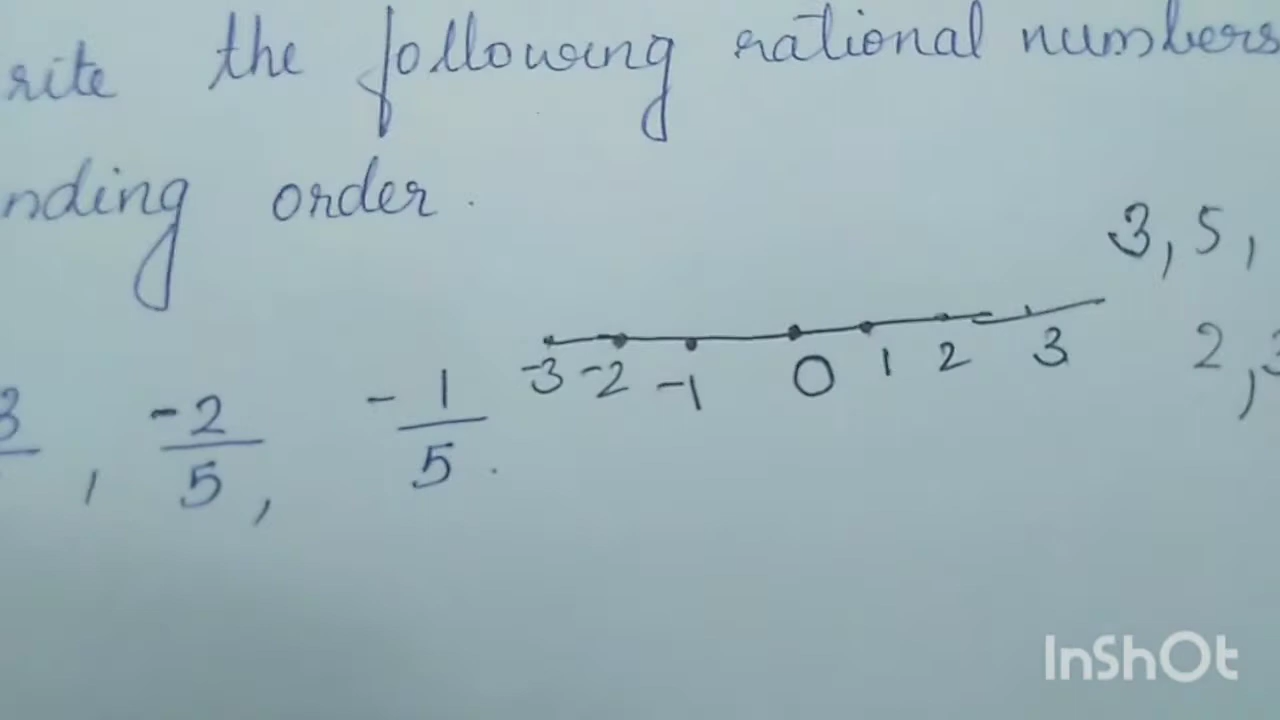 rite the following rational numbers
nding order.
3, 5,
-3 -2 -1 0 1 2 3
2,
3/ , -2/5, -1/5.
InShOt